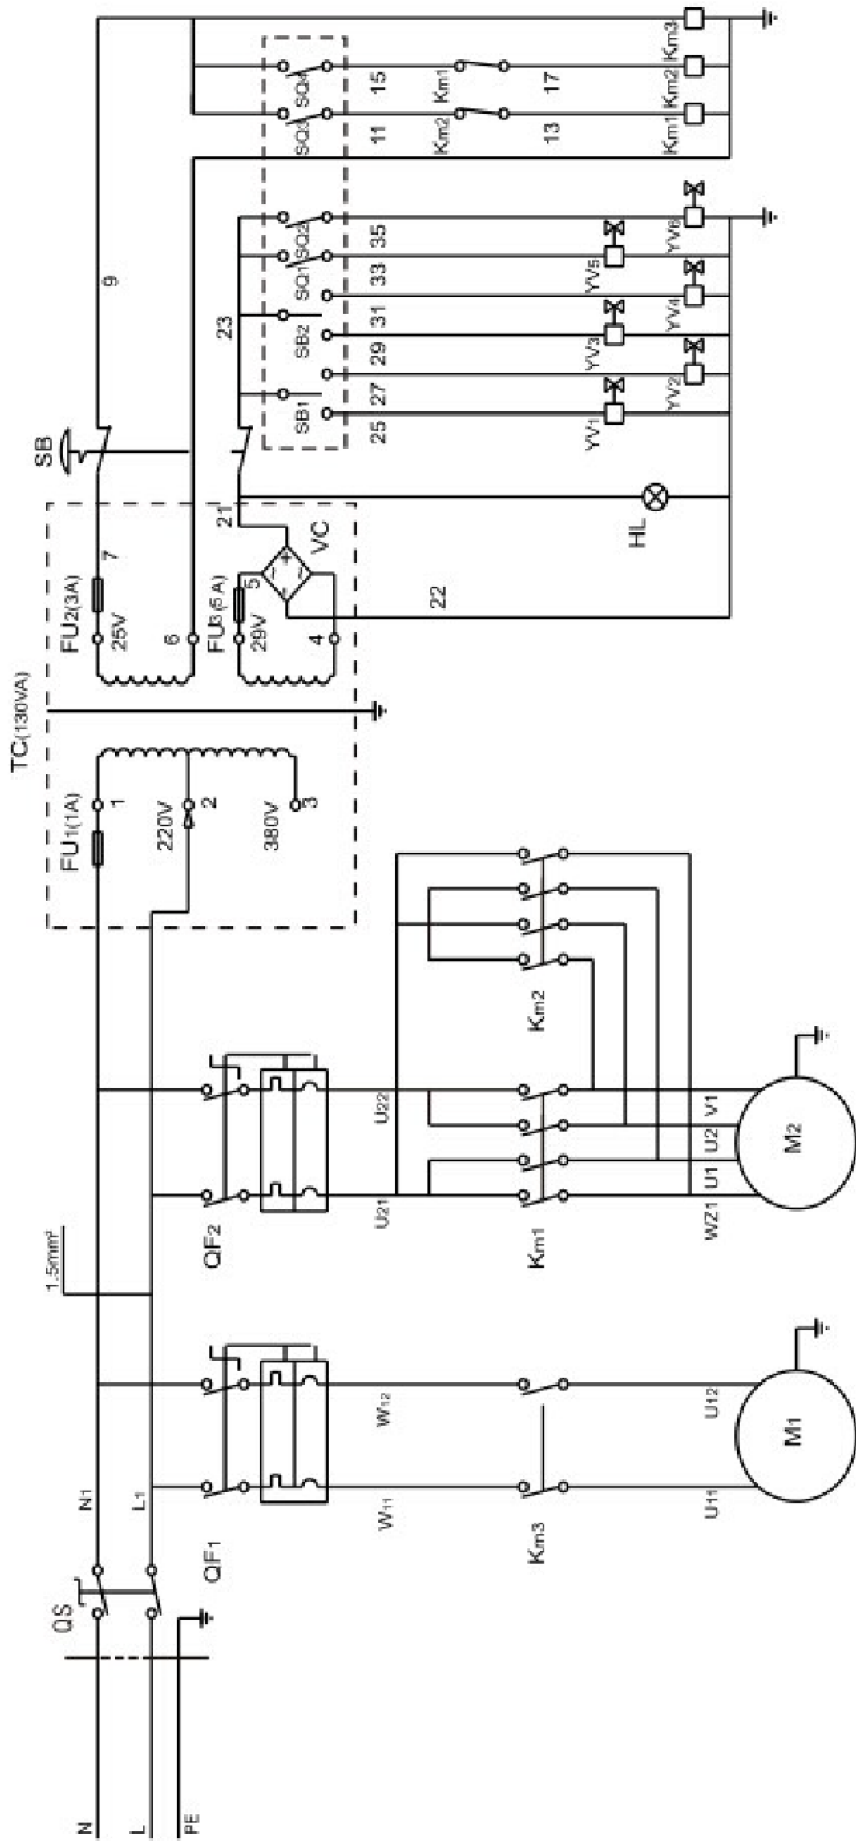 N
L
PE
QS
N1
L1
1.5mm²
QF1
QF2
W11
W12
U21
U22
Km3
Km1
Km2
U11
U12
WZ1
U1
U2
V1
M1
M2
TC(130VA)
FU1(1A)
1
220V
2
380V
3
FU2(3A)
25V
7
6
FU3(5A)
29V
5
4
VC
21
22
SB
9
23
SB1
SB2
SQ1
SQ2
SQ3
SQ4
25
27
29
31
33
35
11
15
Km2
Km1
13
17
HL
YV1
YV2
YV3
YV4
YV5
YV6
Km1
Km2
Km3